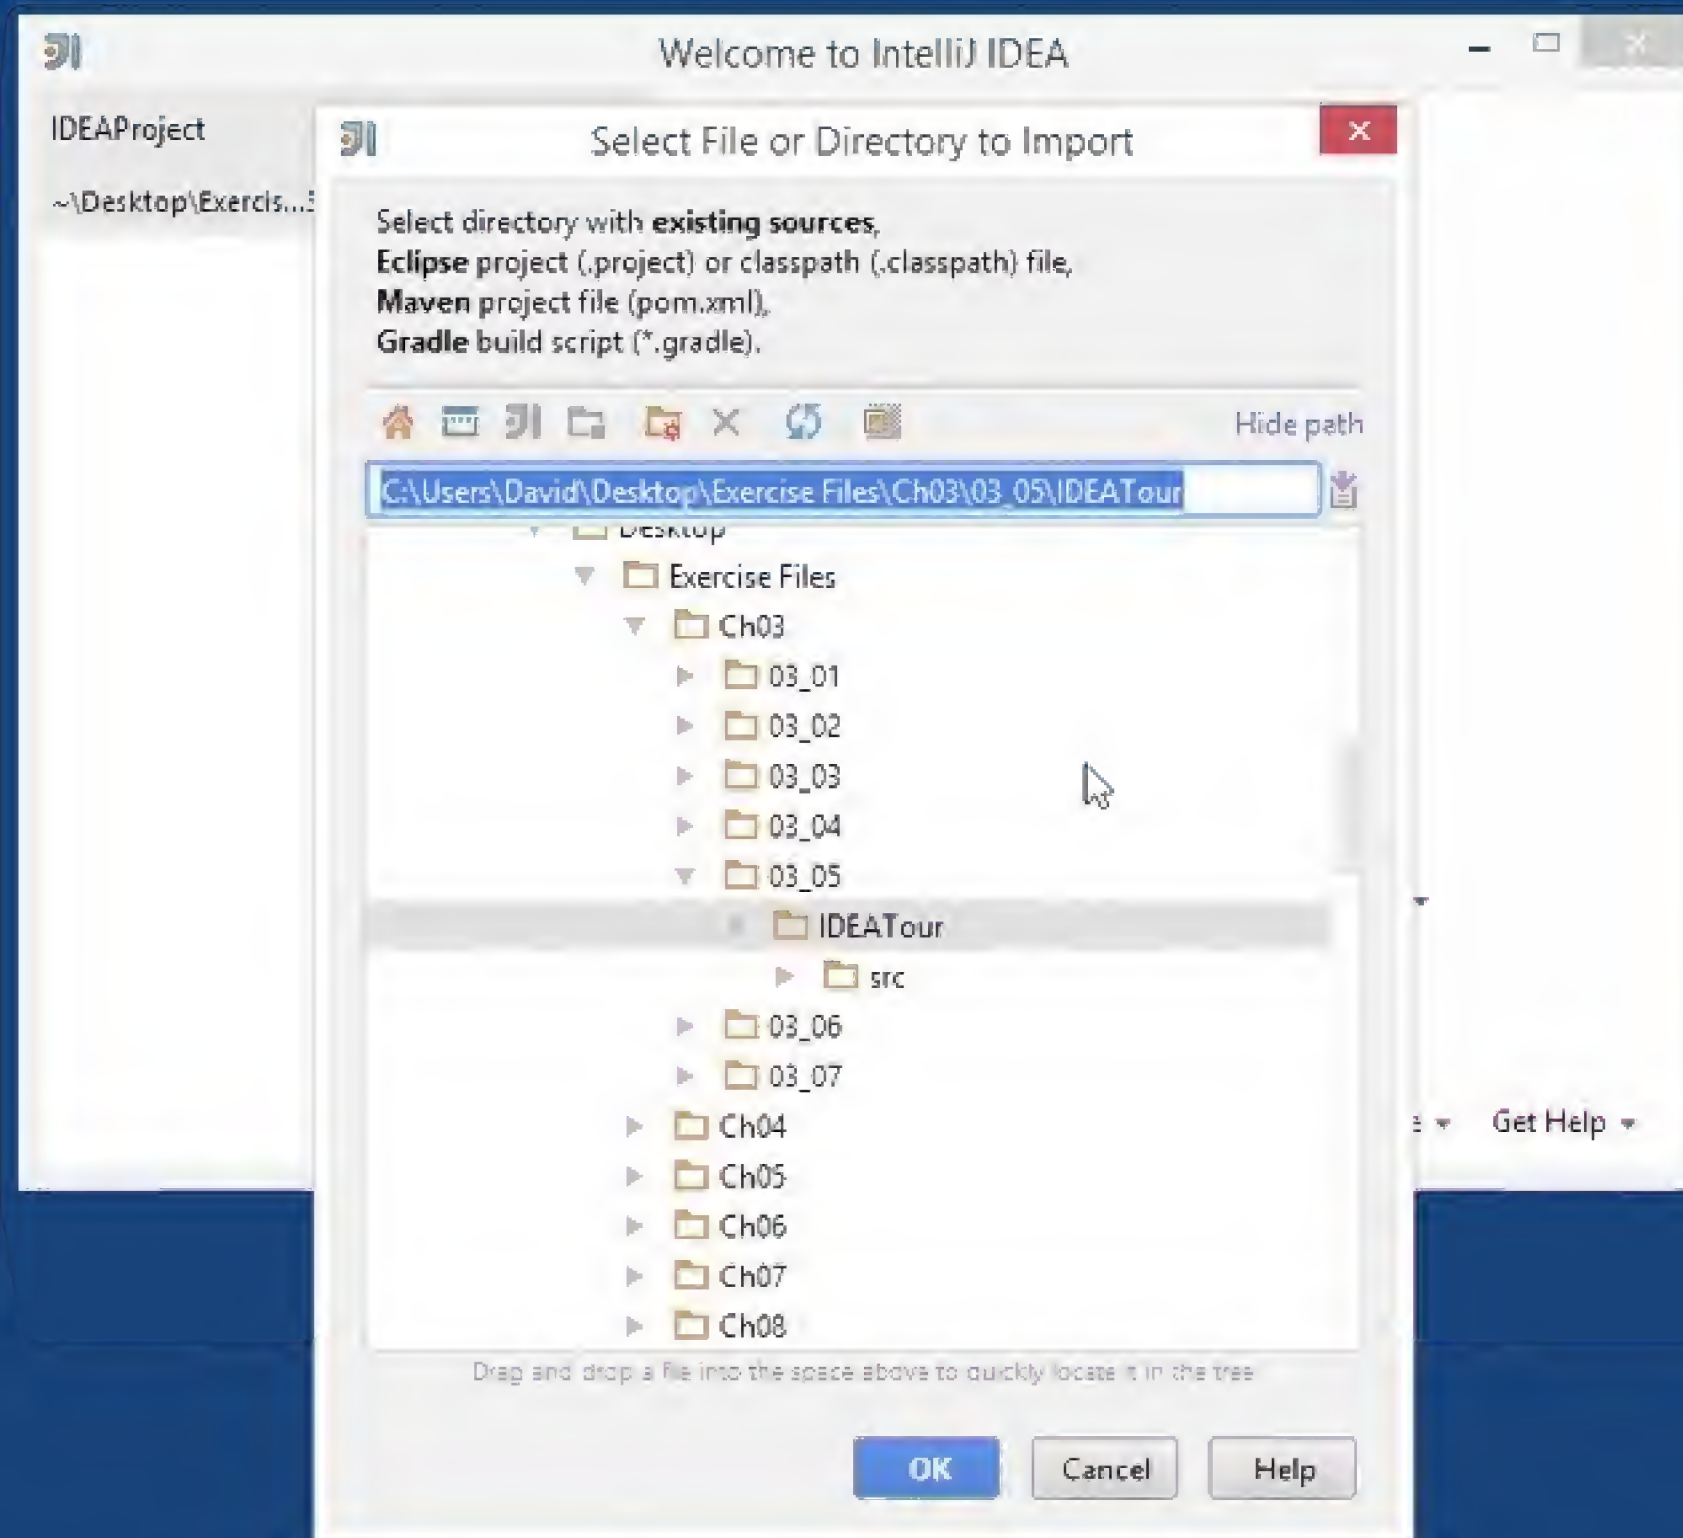 Welcome to IntelliJ IDEA
IDEAProject
~\Desktop\Exercis...
Select File or Directory to Import
Select directory with existing sources,
Eclipse project (.project) or classpath (.classpath) file,
Maven project file (pom.xml),
Gradle build script (*.gradle).
Hide path
C:\Users\David\Desktop\Exercise Files\Ch03\03_05\IDEATour
Desktop
Exercise Files
Ch03
03_01
03_02
03_03
03_04
03_05
IDEATour
src
03_06
03_07
Ch04
Ch05
Ch06
Ch07
Ch08
Get Help
Drag and drop a file into the space above to quickly locate it in the tree
OK
Cancel
Help